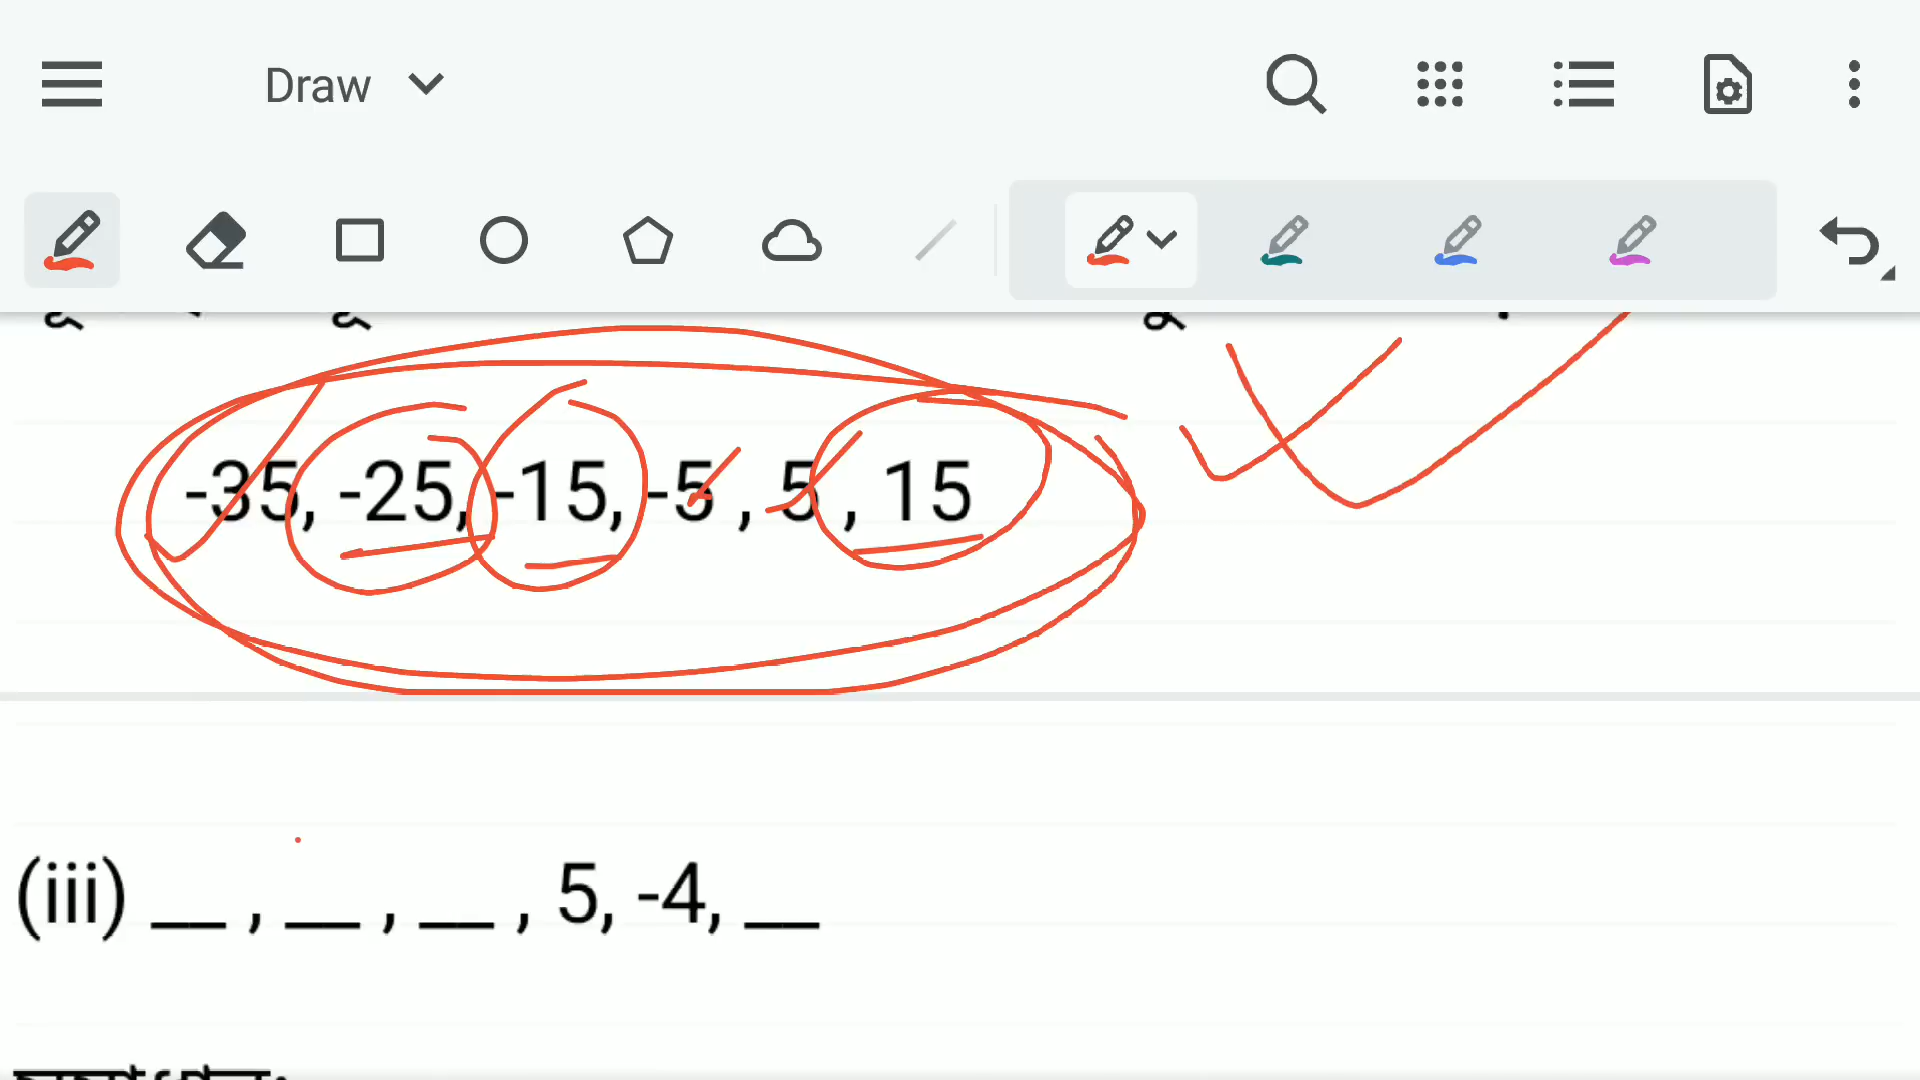 Draw
-35, -25, -15, -5 , 5 , 15
(iii) __ , __ , __ , 5, -4, __